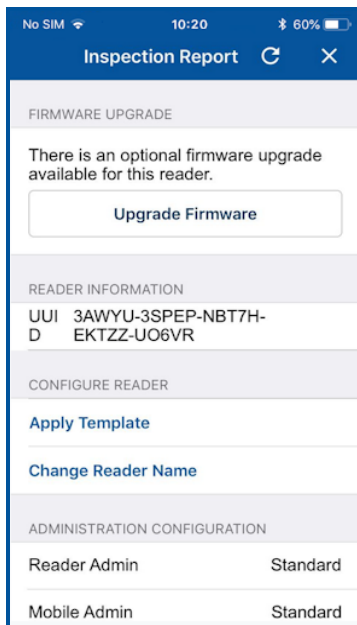 No SIM 10:20 60%
Inspection Report
FIRMWARE UPGRADE
There is an optional firmware upgrade
available for this reader.
Upgrade Firmware
READER INFORMATION
UUI 3AWYU-3SPEP-NBT7H-
D EKTZZ-UO6VR
CONFIGURE READER
Apply Template
Change Reader Name
ADMINISTRATION CONFIGURATION
Reader Admin Standard
Mobile Admin Standard